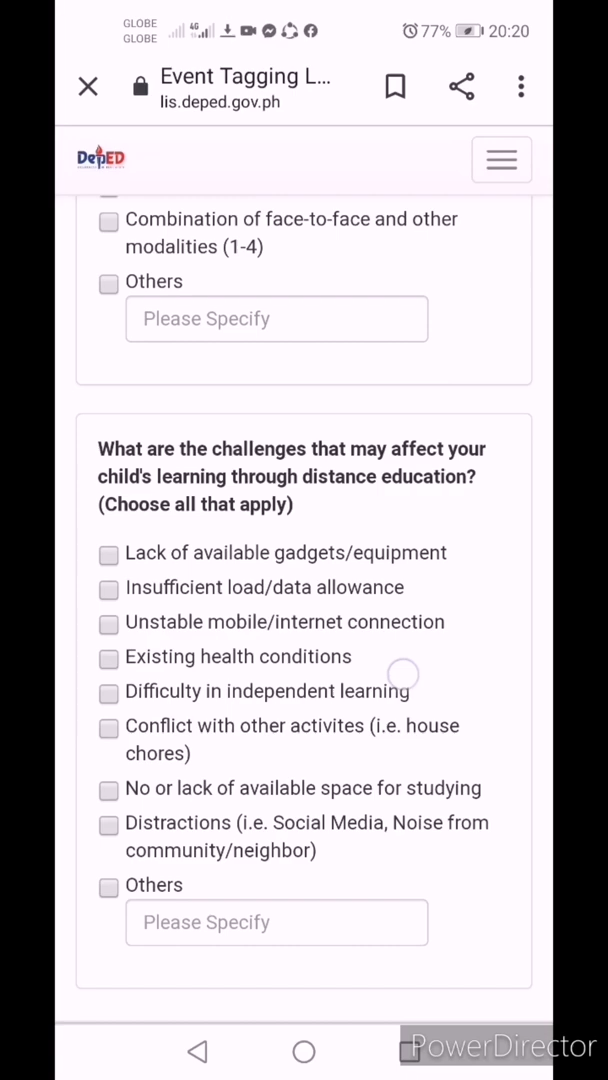 GLOBE
GLOBE
4G
77%
20:20
Event Tagging L...
lis.deped.gov.ph
DepED
Combination of face-to-face and other
modalities (1-4)
Others
Please Specify
What are the challenges that may affect your
child's learning through distance education?
(Choose all that apply)
Lack of available gadgets/equipment
Insufficient load/data allowance
Unstable mobile/internet connection
Existing health conditions
Difficulty in independent learning
Conflict with other activites (i.e. house
chores)
No or lack of available space for studying
Distractions (i.e. Social Media, Noise from
community/neighbor)
Others
Please Specify
PowerDirector